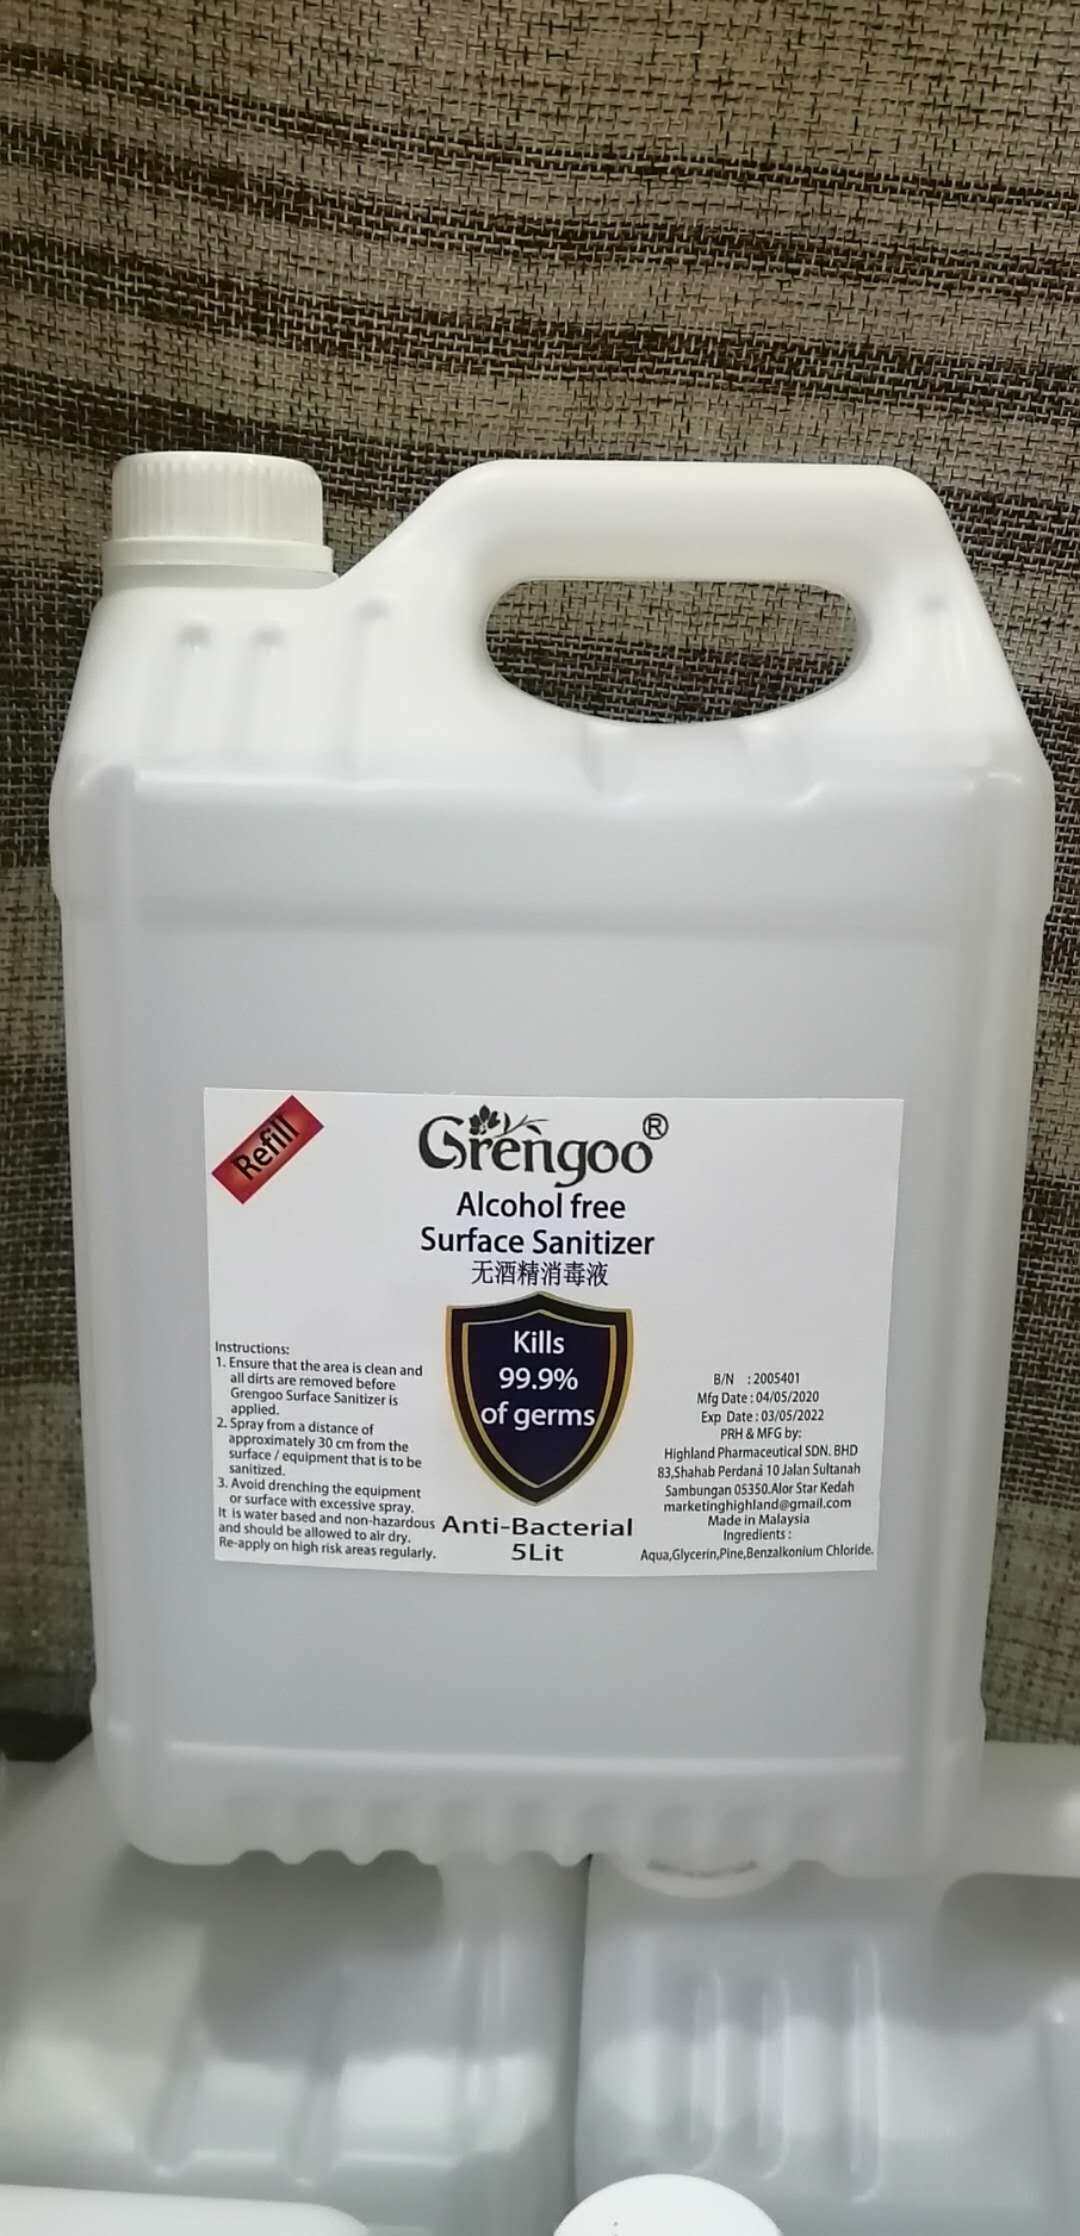 Refill
Grengoo®
Alcohol free
Surface Sanitizer
无酒精消毒液
Kills
99.9%
of germs
Anti-Bacterial
5Lit
Instructions:
1. Ensure that the area is clean and
all dirts are removed before
Grengoo Surface Sanitizer is
applied.
2. Spray from a distance of
approximately 30 cm from the
surface / equipment that is to be
sanitized.
3. Avoid drenching the equipment
or surface with excessive spray.
It is water based and non-hazardous
and should be allowed to air dry.
Re-apply on high risk areas regularly.
B/N : 2005401
Mfg Date : 04/05/2020
Exp Date : 03/05/2022
PRH & MFG by:
Highland Pharmaceutical SDN. BHD
83,Shahab Perdana 10 Jalan Sultanah
Sambungan 05350.Alor Star Kedah
marketinghighland@gmail.com
Made in Malaysia
Ingredients :
Aqua,Glycerin,Pine,Benzalkonium Chloride.